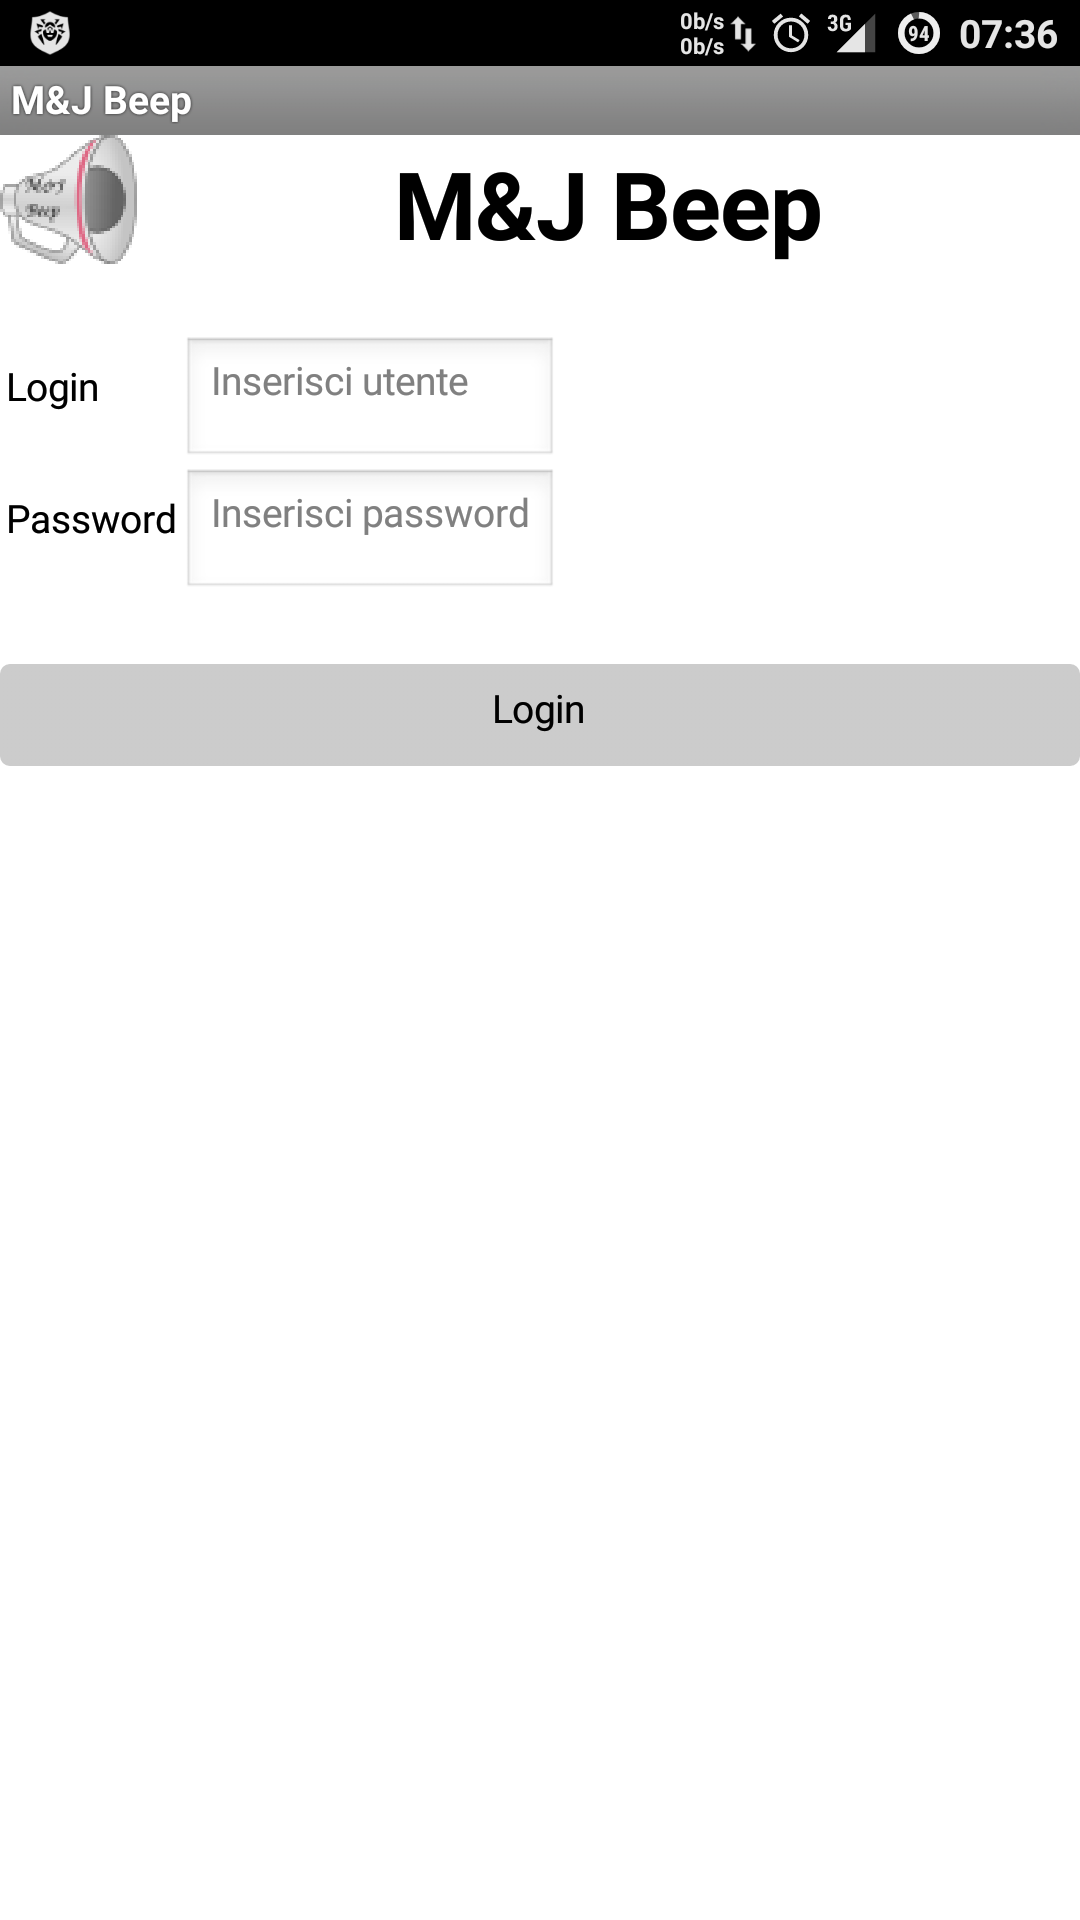 0b/s
0b/s
3G
94
07:36
M&J Beep
M&J
Beep
M&J Beep
Login
Inserisci utente
Password
Inserisci password
Login